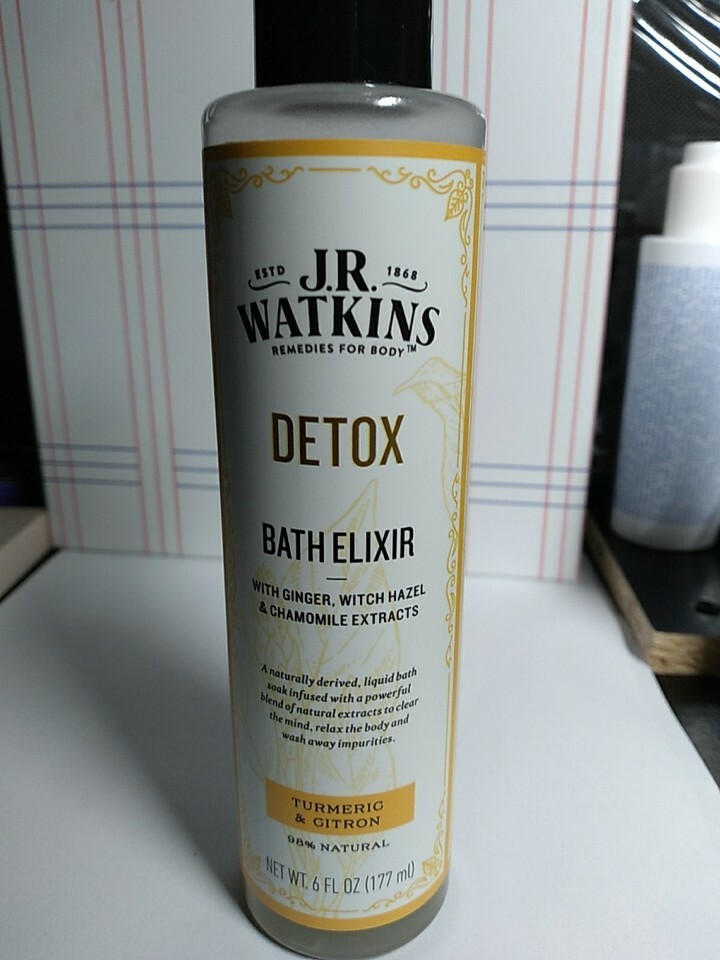 ESTD J.R. 1868
WATKINS
REMEDIES FOR BODY™
DETOX
BATH ELIXIR
WITH GINGER, WITCH HAZEL
& CHAMOMILE EXTRACTS
A naturally derived, liquid bath
soak infused with a powerful
blend of natural extracts to clear
the mind, relax the body and
wash away impurities.
TURMERIC
& CITRON
98% NATURAL
NET WT. 6 FL OZ (177 ml)